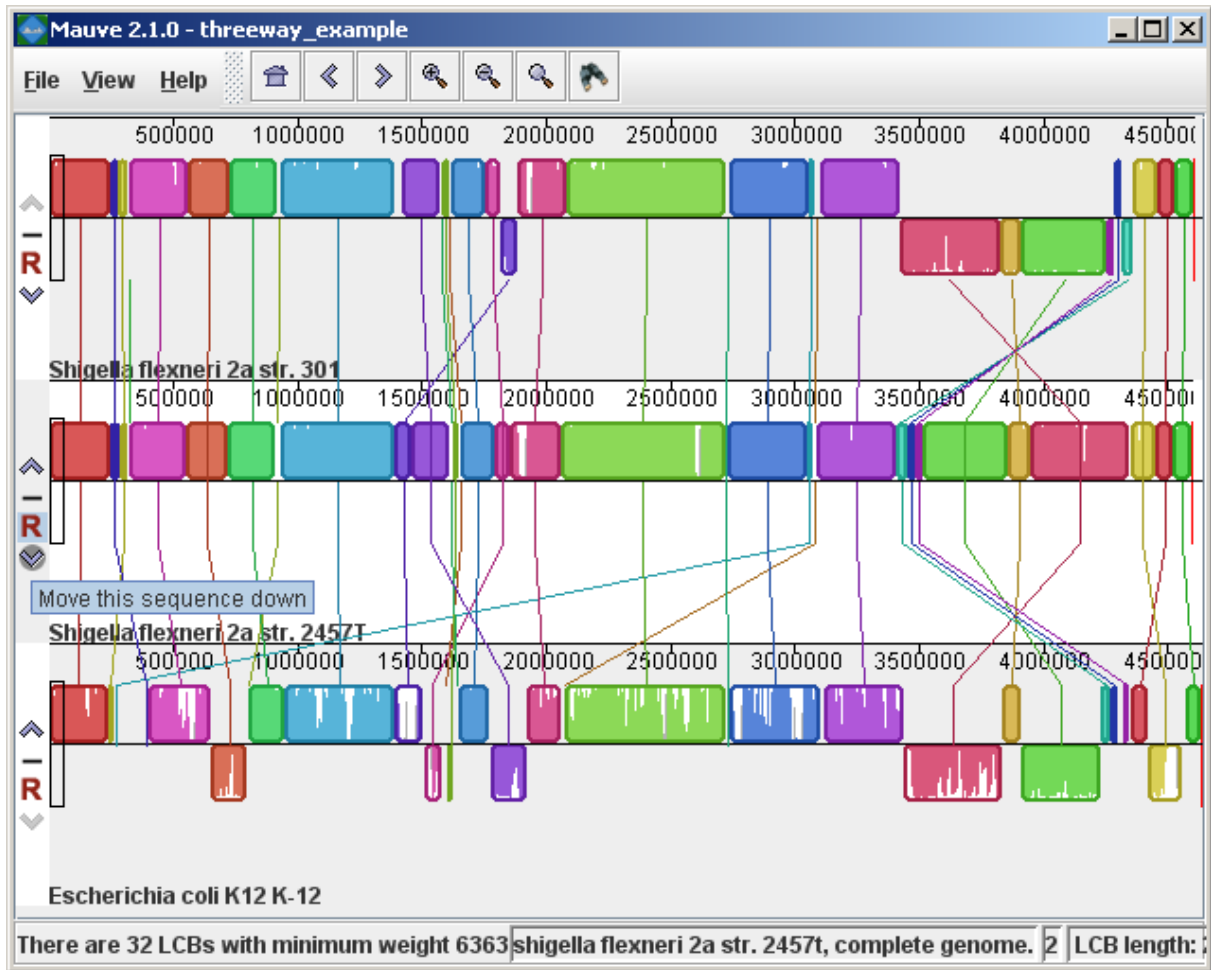 Mauve 2.1.0 - threeway_example
File View Help
500000 1000000 1500000 2000000 2500000 3000000 3500000 4000000 450000
R
Shigella flexneri 2a str. 301
500000 1000000 1500000 2000000 2500000 3000000 3500000 4000000 450000
R
Move this sequence down
Shigella flexneri 2a str. 2457T
500000 1000000 1500000 2000000 2500000 3000000 3500000 4000000 450000
R
Escherichia coli K12 K-12
There are 32 LCBs with minimum weight 6363 shigella flexneri 2a str. 2457t, complete genome. 2 LCB length: